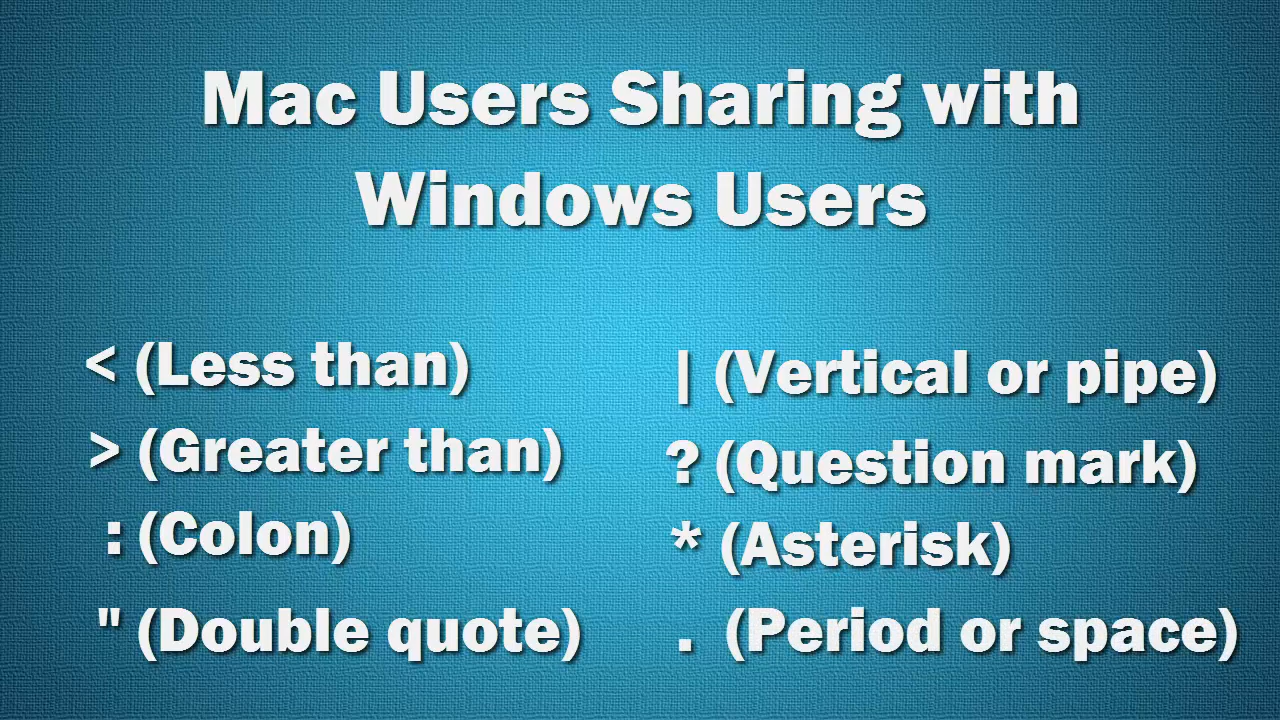 Mac Users Sharing with
Windows Users
< (Less than)
> (Greater than)
: (Colon)
" (Double quote)
| (Vertical or pipe)
? (Question mark)
* (Asterisk)
. (Period or space)